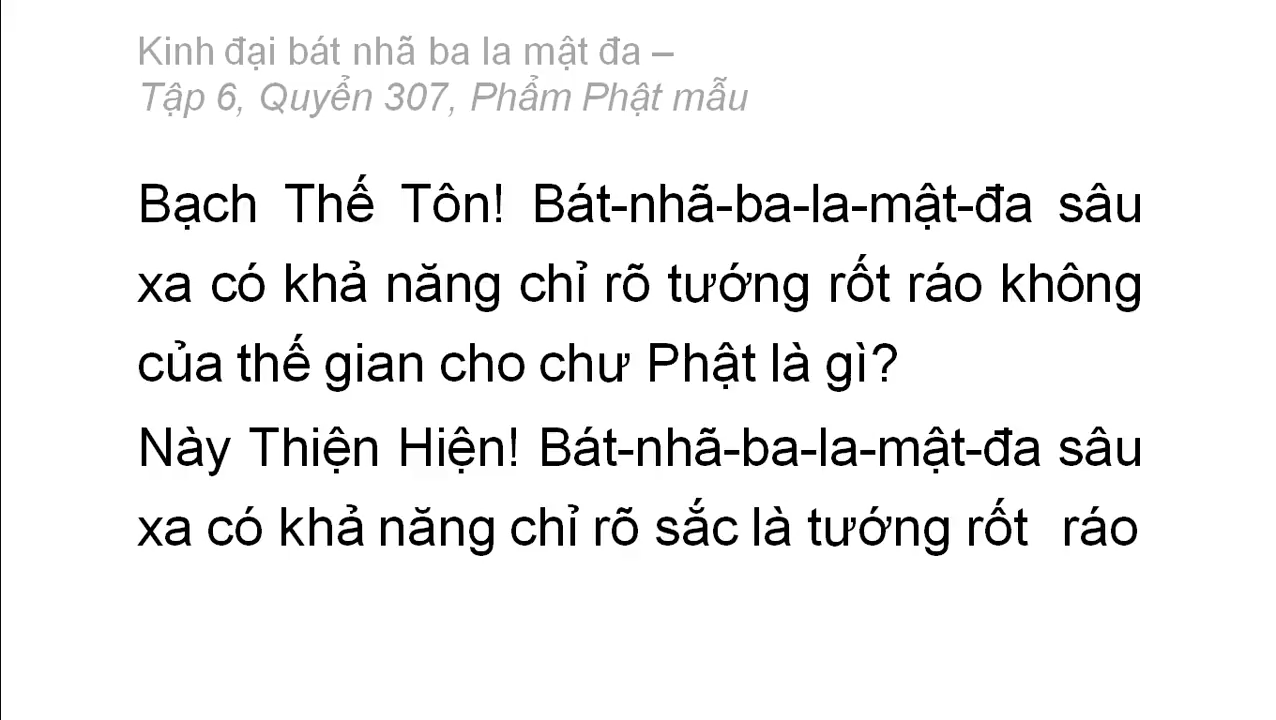 Kinh đại bát nhã ba la mật đa –
Tập 6, Quyển 307, Phẩm Phật mẫu
Bạch Thế Tôn! Bát-nhã-ba-la-mật-đa sâu
xa có khả năng chỉ rõ tướng rốt ráo không
của thế gian cho chư Phật là gì?
Này Thiện Hiện! Bát-nhã-ba-la-mật-đa sâu
xa có khả năng chỉ rõ sắc là tướng rốt ráo